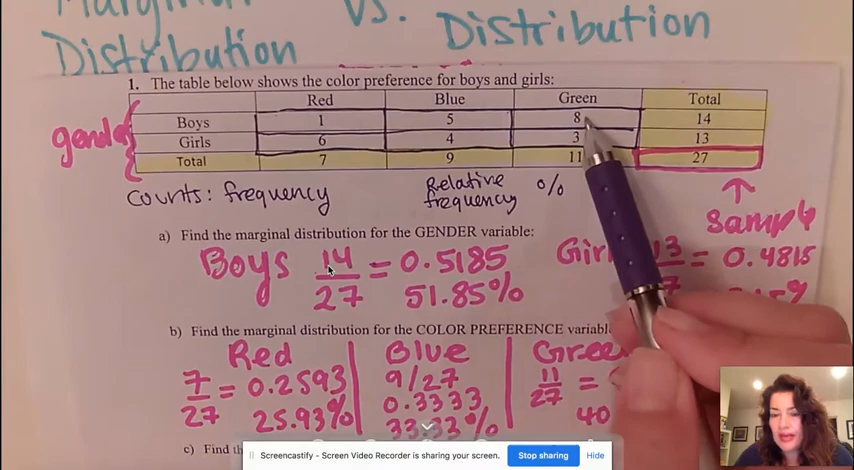 Marginal vs.
Distribution Distribution
1. The table below shows the color preference for boys and girls:
Red Blue Green Total
Boys 1 5 8 14
Girls 6 4 3 13
Total 7 9 11 27
gender
Counts: frequency Relative frequency %
Sample
a) Find the marginal distribution for the GENDER variable:
Boys 14/27 = 0.5185
51.85%
13 = 0.4815
b) Find the marginal distribution for the COLOR PREFERENCE
Red Blue
7/27 = 0.2593
25.93%
9/27
0.3333
33.33%
11/27 =
40
c) Find
Screencastify - Screen Video Recorder is sharing your screen. Stop sharing Hide